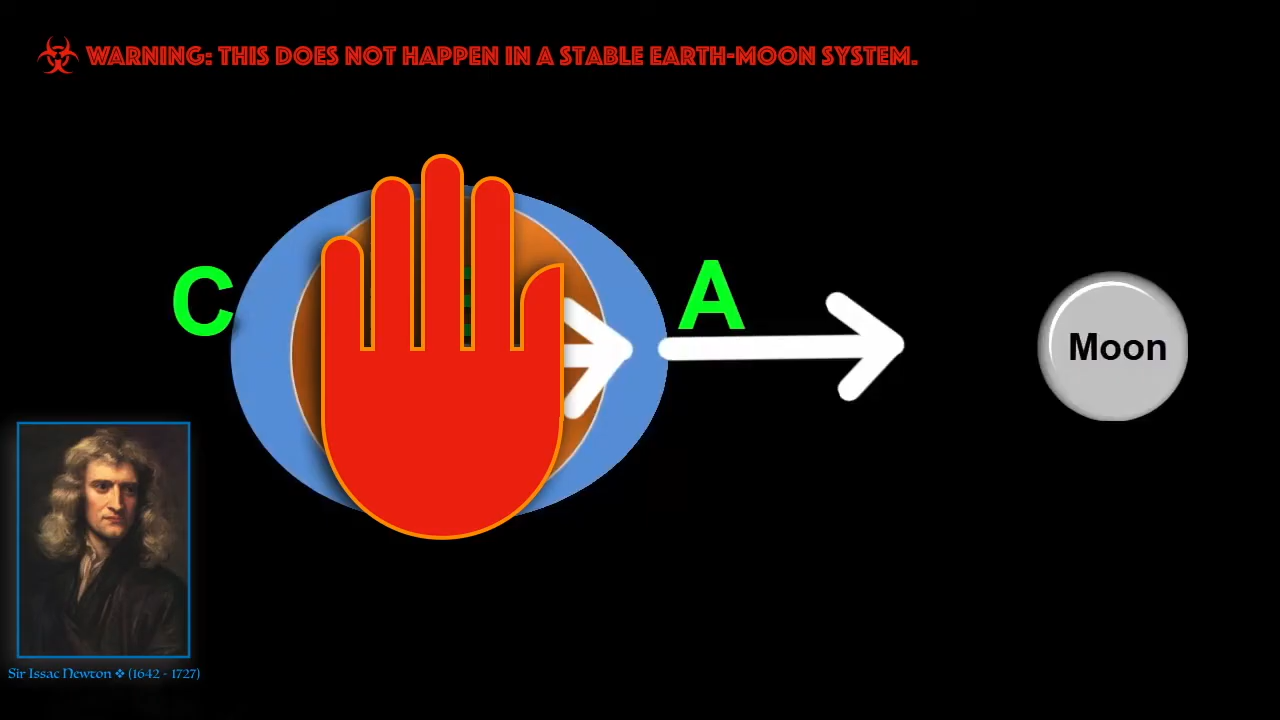 WARNING: THIS DOES NOT HAPPEN IN A STABLE EARTH-MOON SYSTEM.
C
A
Moon
Sir Issac Newton ❖ (1642 - 1727)